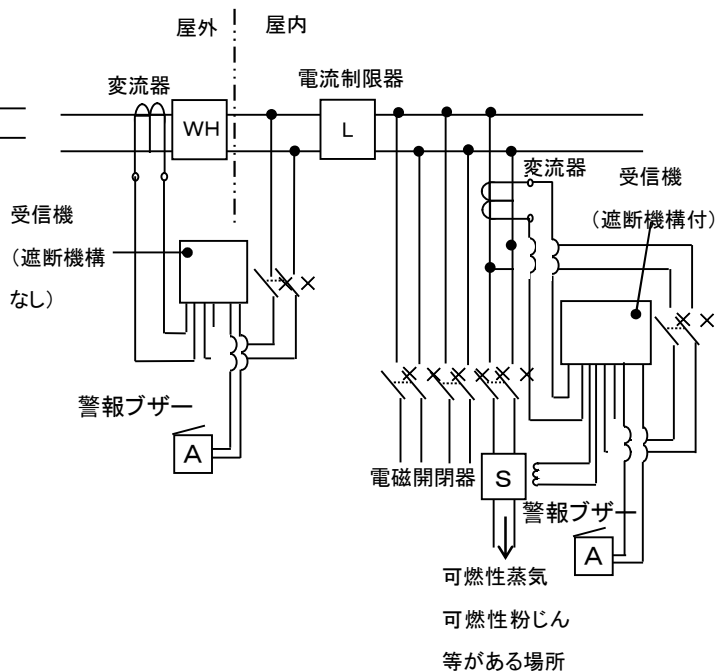 屋外
屋内
変流器
電流制限器
WH
L
変流器
受信機
(遮断機構付)
受信機
(遮断機構
なし)
警報ブザー
A
電磁開閉器
S
警報ブザー
A
可燃性蒸気
可燃性粉じん
等がある場所